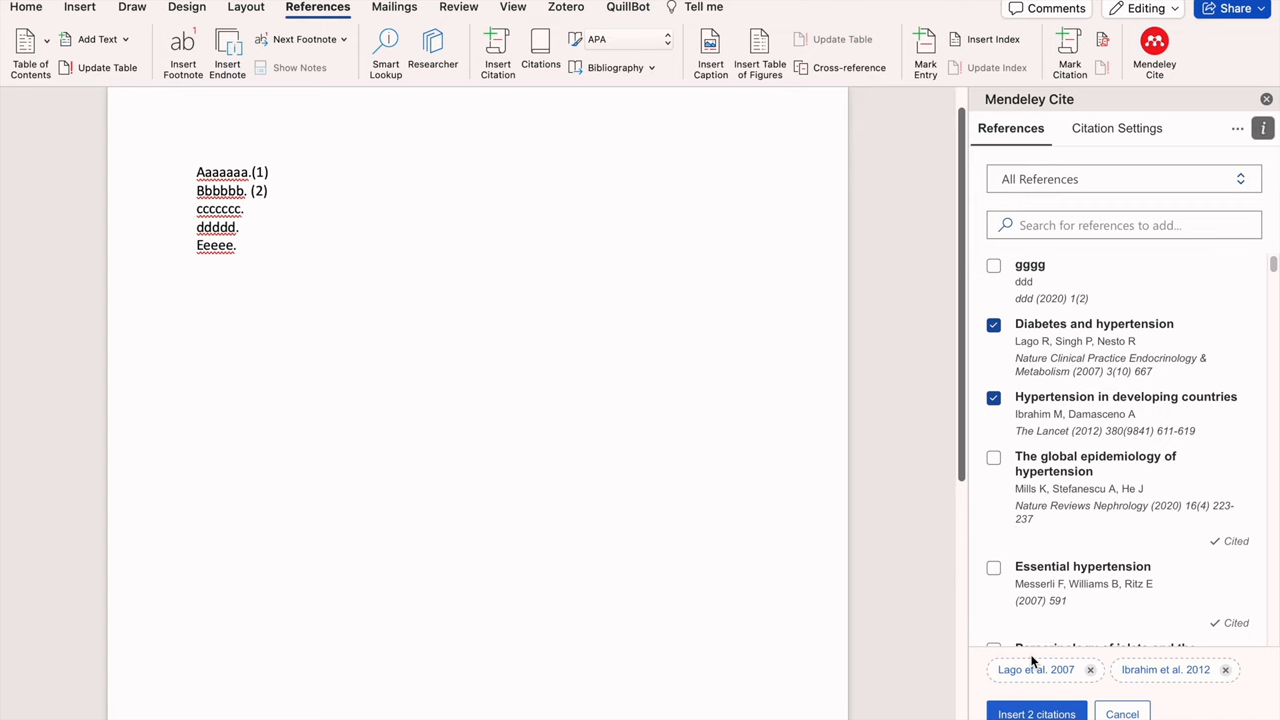 Home Insert Draw Design Layout References Mailings Review View Zotero QuillBot Tell me Comments Editing Share
Table of Contents
Add Text
Update Table
ab
Insert Footnote
Insert Endnote
ab Next Footnote
Show Notes
Smart Lookup
Researcher
Insert Citation
Citations
APA
Bibliography
Insert Caption
Insert Table of Figures
Update Table
Cross-reference
Mark Entry
Insert Index
Update Index
Mark Citation
Mendeley Cite
Aaaaaaa.(1)
Bbbbbb. (2)
ccccccc.
ddddd.
Eeeee.
Mendeley Cite
References Citation Settings
i
All References
Search for references to add...
gggg
ddd
ddd (2020) 1(2)
Diabetes and hypertension
Lago R, Singh P, Nesto R
Nature Clinical Practice Endocrinology &
Metabolism (2007) 3(10) 667
Hypertension in developing countries
Ibrahim M, Damasceno A
The Lancet (2012) 380(9841) 611-619
The global epidemiology of
hypertension
Mills K, Stefanescu A, He J
Nature Reviews Nephrology (2020) 16(4) 223-
237
Cited
Essential hypertension
Messerli F, Williams B, Ritz E
(2007) 591
Cited
Lago et al. 2007 Ibrahim et al. 2012
Insert 2 citations Cancel